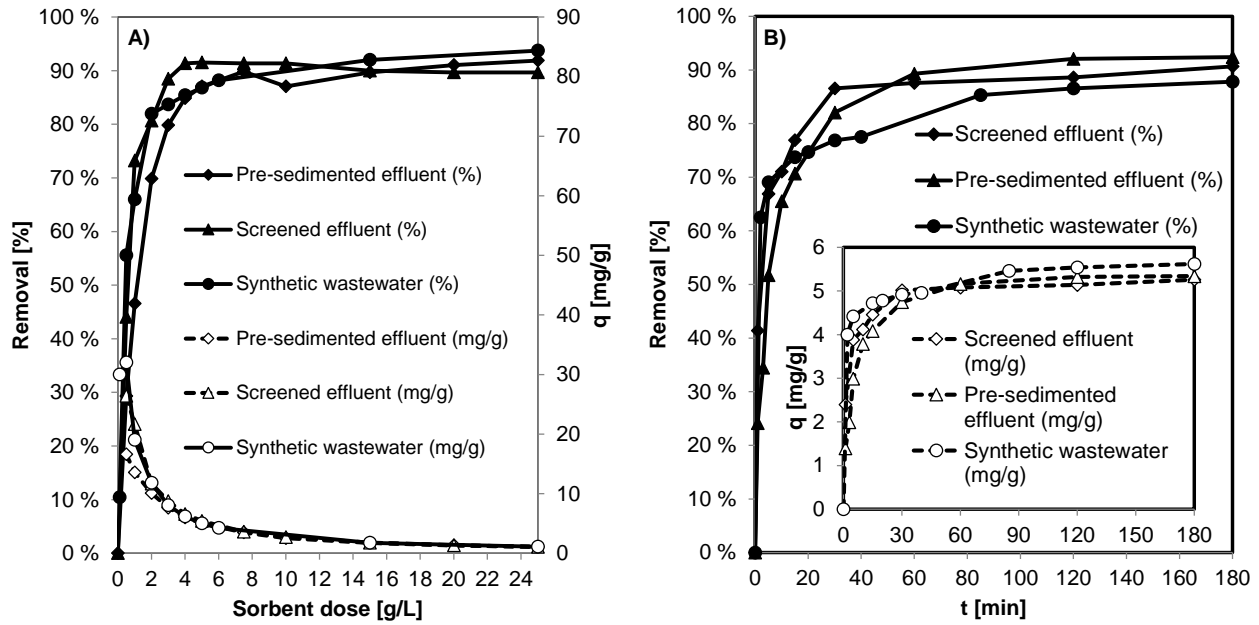 A)
100 %
90 %
80 %
70 %
60 %
50 %
40 %
30 %
20 %
10 %
0 %
Removal [%]
90
80
70
60
50
40
30
20
10
0
q [mg/g]
0 2 4 6 8 10 12 14 16 18 20 22 24
Sorbent dose [g/L]
Pre-sedimented effluent (%)
Screened effluent (%)
Synthetic wastewater (%)
Pre-sedimented effluent (mg/g)
Screened effluent (mg/g)
Synthetic wastewater (mg/g)
B)
100 %
90 %
80 %
70 %
60 %
50 %
40 %
30 %
20 %
10 %
0 %
Removal [%]
0 20 40 60 80 100 120 140 160 180
t [min]
Screened effluent (%)
Pre-sedimented effluent (%)
Synthetic wastewater (%)
6
5
4
3
2
1
0
q [mg/g]
0 30 60 90 120 150 180
Screened effluent
(mg/g)
Pre-sedimented
effluent (mg/g)
Synthetic wastewater
(mg/g)